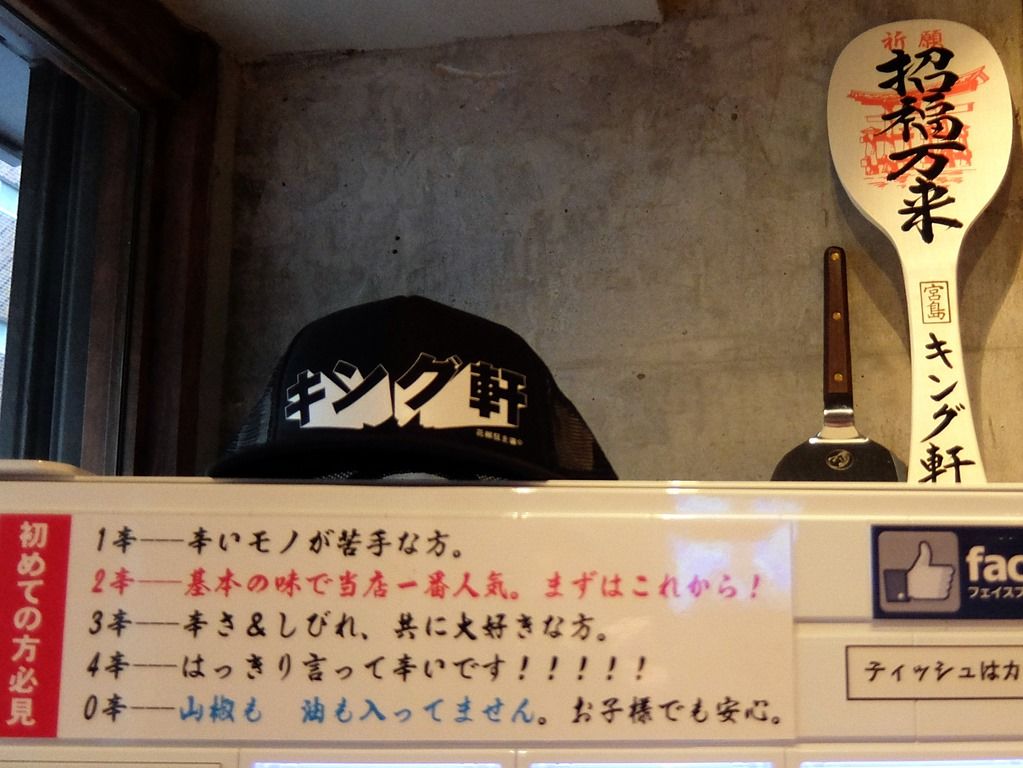 祈願
招福万来
宮島
キング軒
キング軒
初めての方必見
1辛──辛いモノが苦手な方。
2辛──基本の味で当店一番人気。まずはこれから!
3辛──辛さ&しびれ、共に大好きな方。
4辛──はっきり言って辛いです!!!!!
0辛──山椒も 油も入ってません。お子様でも安心。
fac
フェイスブ
ティッシュはカ